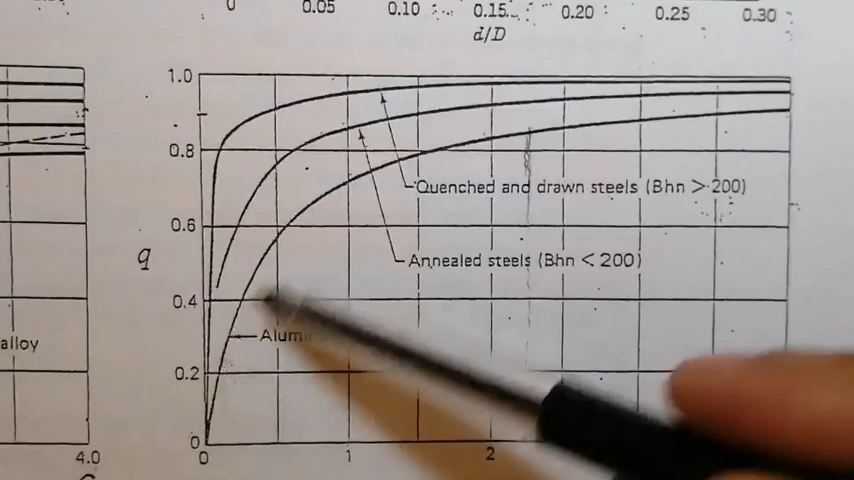 0 0.05 0.10 0.15 0.20 0.25 0.30
d/D
1.0
0.8
Quenched and drawn steels (Bhn > 200)
0.6
q
Annealed steels (Bhn < 200)
0.4
alloy
0.2
0
4.0
0 1 2